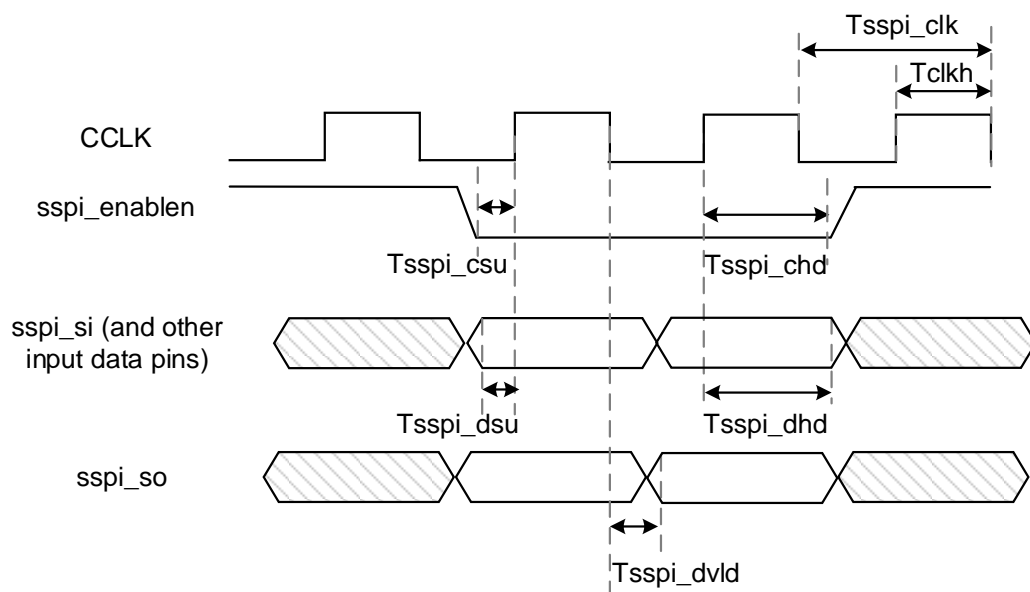 Tsspi_clk
Tclkh
CCLK
sspi_enablen
Tsspi_csu
Tsspi_chd
sspi_si (and other
input data pins)
Tsspi_dsu
Tsspi_dhd
sspi_so
Tsspi_dvld